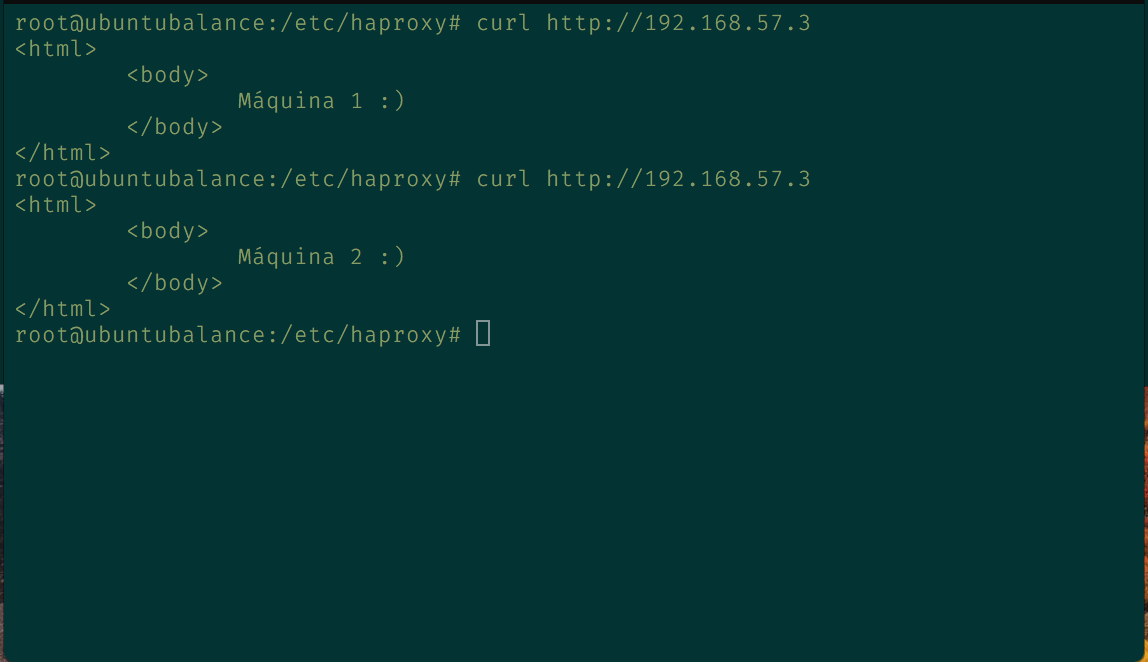 root@ubuntubalance:/etc/haproxy# curl http://192.168.57.3
<html>
        <body>
                Máquina 1 :)
        </body>
</html>
root@ubuntubalance:/etc/haproxy# curl http://192.168.57.3
<html>
        <body>
                Máquina 2 :)
        </body>
</html>
root@ubuntubalance:/etc/haproxy#